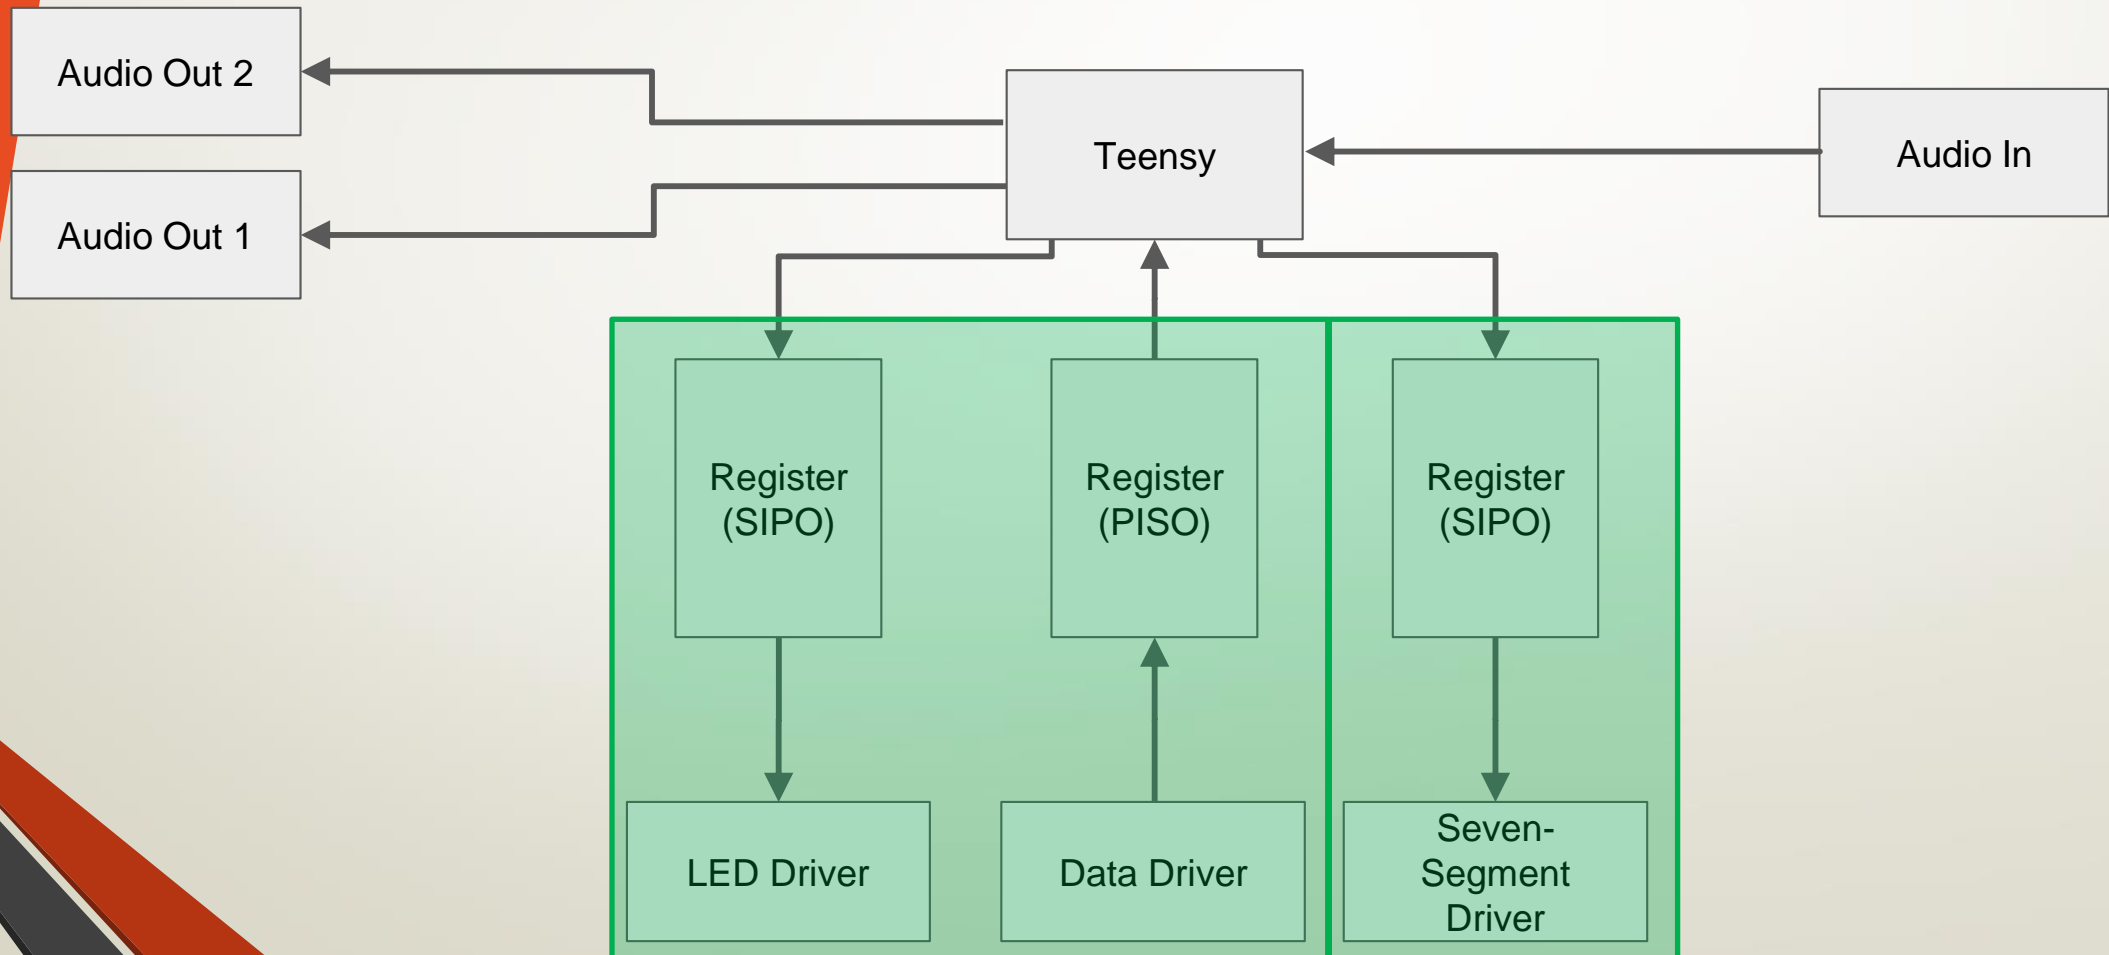 Audio Out 2
Teensy
Audio In
Audio Out 1
Register
(SIPO)
Register
(PISO)
Register
(SIPO)
LED Driver
Data Driver
Seven-
Segment
Driver